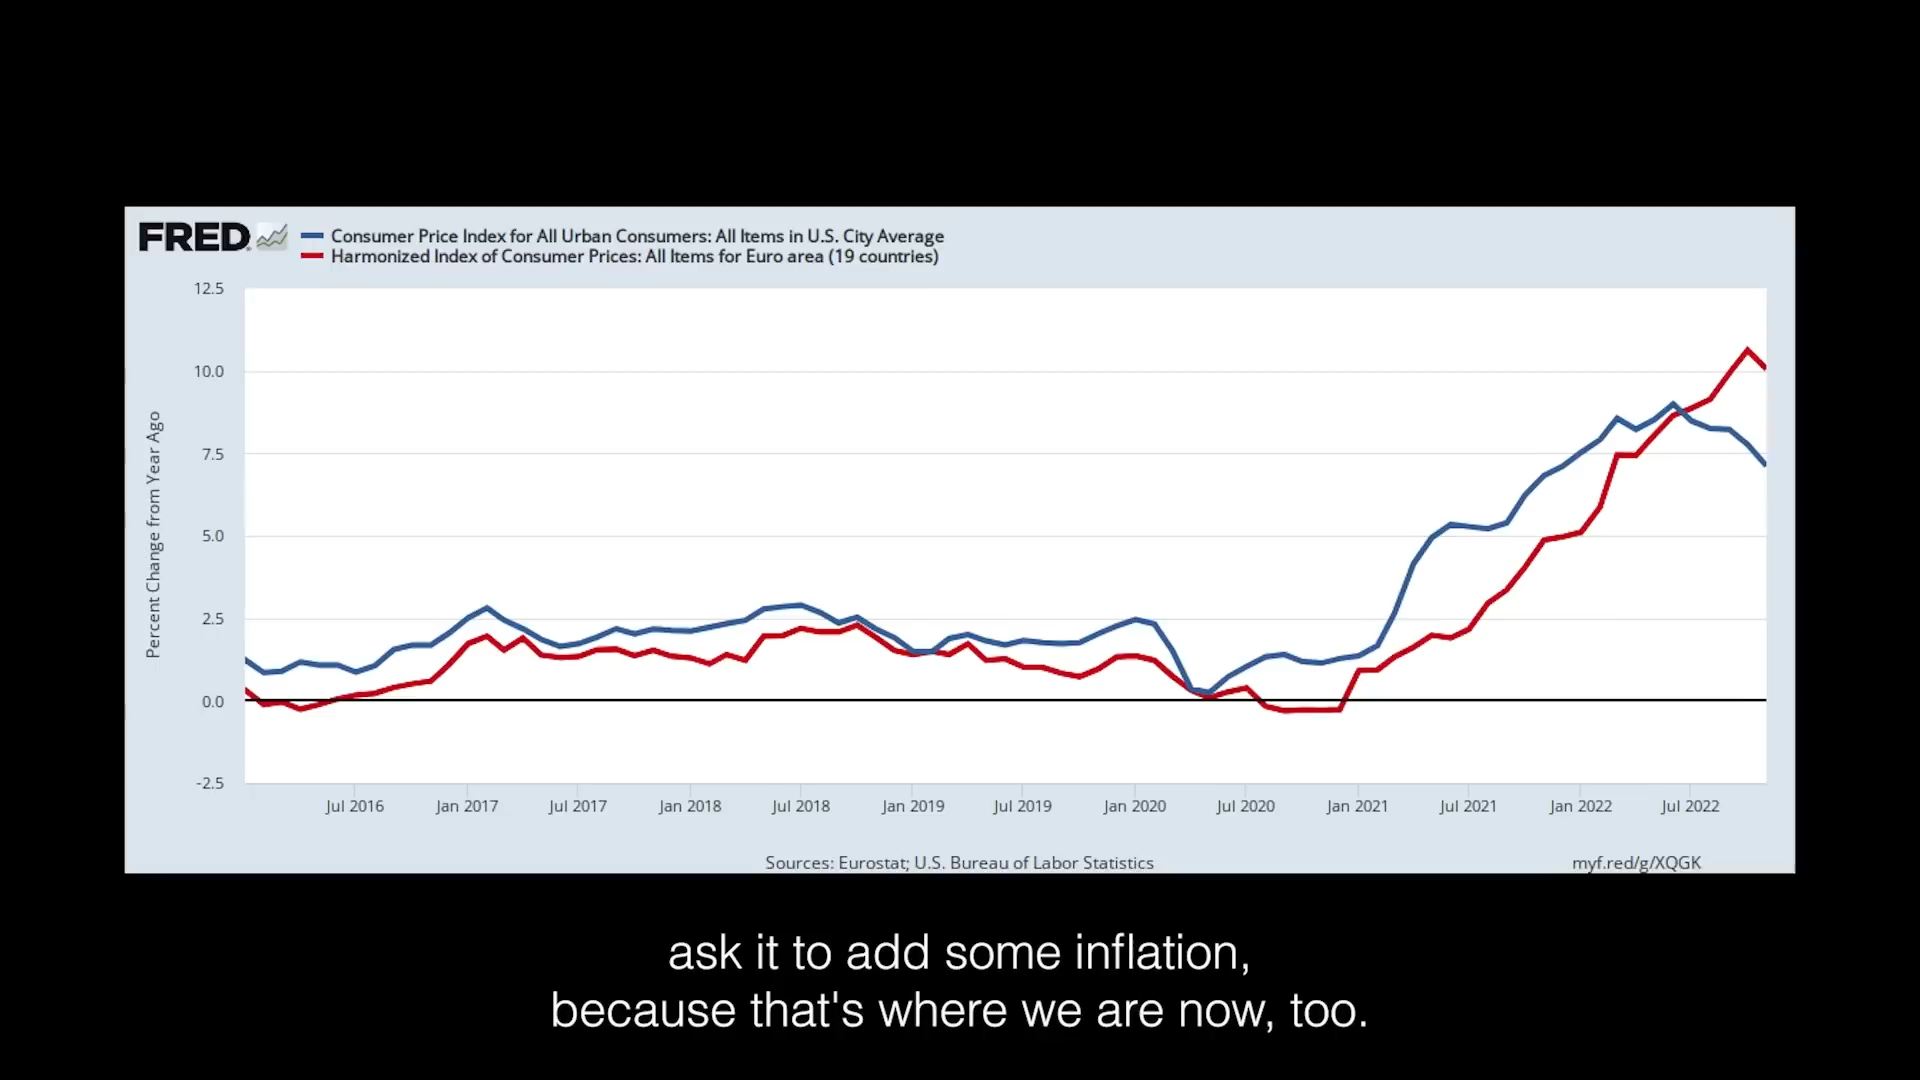 FRED
Consumer Price Index for All Urban Consumers: All Items in U.S. City Average
Harmonized Index of Consumer Prices: All Items for Euro area (19 countries)
Percent Change from Year Ago
12.5
10.0
7.5
5.0
2.5
0.0
-2.5
Jul 2016 Jan 2017 Jul 2017 Jan 2018 Jul 2018 Jan 2019 Jul 2019 Jan 2020 Jul 2020 Jan 2021 Jul 2021 Jan 2022 Jul 2022
Sources: Eurostat; U.S. Bureau of Labor Statistics myf.red/g/XQGK
ask it to add some inflation,
because that's where we are now, too.